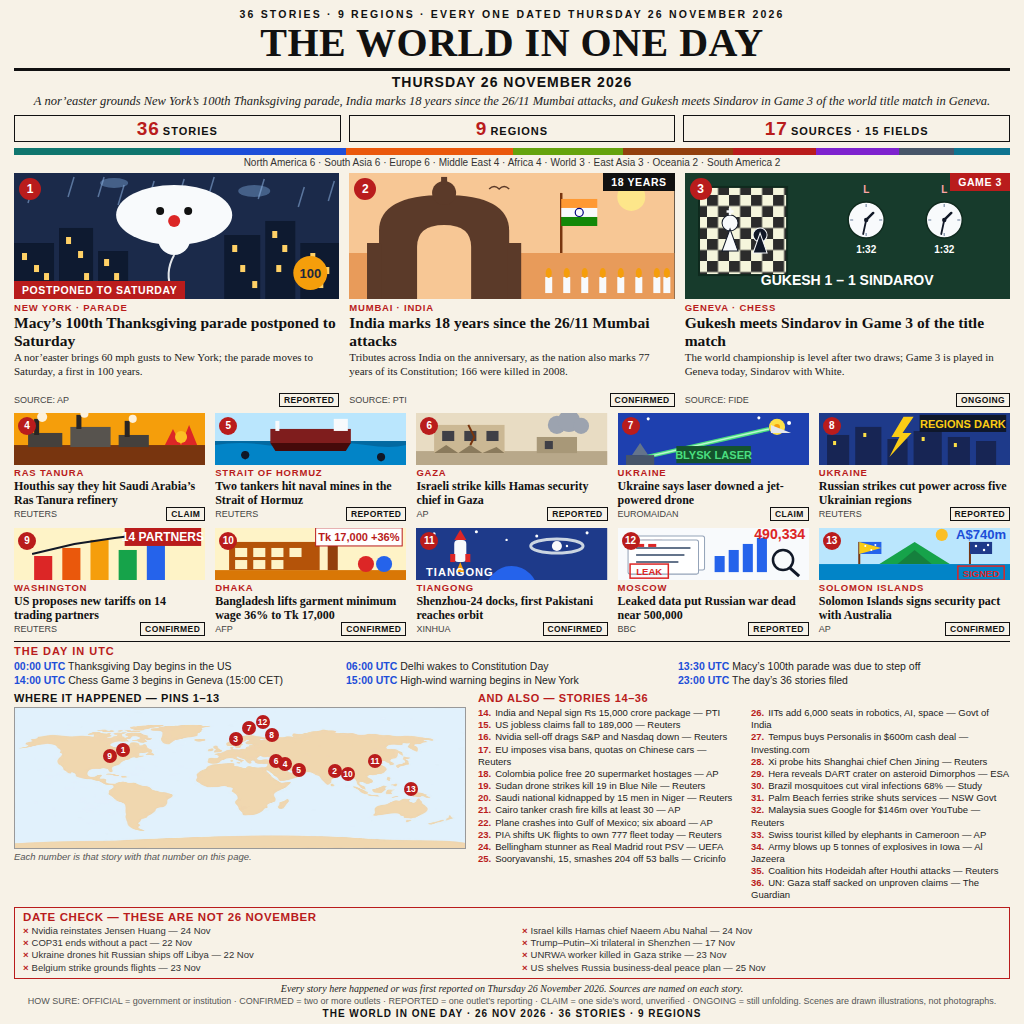 36 STORIES · 9 REGIONS · EVERY ONE DATED THURSDAY 26 NOVEMBER 2026
THE WORLD IN ONE DAY
THURSDAY 26 NOVEMBER 2026
A nor’easter grounds New York’s 100th Thanksgiving parade, India marks 18 years since the 26/11 Mumbai attacks, and Gukesh meets Sindarov in Game 3 of the world title match in Geneva.
36 STORIES
9 REGIONS
17 SOURCES · 15 FIELDS
North America 6 · South Asia 6 · Europe 6 · Middle East 4 · Africa 4 · World 3 · East Asia 3 · Oceania 2 · South America 2
1
100
POSTPONED TO SATURDAY
NEW YORK · PARADE
Macy’s 100th Thanksgiving parade postponed to
Saturday
A nor’easter brings 60 mph gusts to New York; the parade moves to
Saturday, a first in 100 years.
SOURCE: AP
REPORTED
2
18 YEARS
MUMBAI · INDIA
India marks 18 years since the 26/11 Mumbai
attacks
Tributes across India on the anniversary, as the nation also marks 77
years of its Constitution; 166 were killed in 2008.
SOURCE: PTI
CONFIRMED
3
GAME 3
L
L
1:32
1:32
GUKESH 1 – 1 SINDAROV
GENEVA · CHESS
Gukesh meets Sindarov in Game 3 of the title
match
The world championship is level after two draws; Game 3 is played in
Geneva today, Sindarov with White.
SOURCE: FIDE
ONGOING
4
RAS TANURA
Houthis say they hit Saudi Arabia’s
Ras Tanura refinery
REUTERS
CLAIM
5
STRAIT OF HORMUZ
Two tankers hit naval mines in the
Strait of Hormuz
REUTERS
REPORTED
6
GAZA
Israeli strike kills Hamas security
chief in Gaza
AP
REPORTED
7
BLYSK LASER
UKRAINE
Ukraine says laser downed a jet-
powered drone
EUROMAIDAN
CLAIM
8
REGIONS DARK
UKRAINE
Russian strikes cut power across five
Ukrainian regions
REUTERS
REPORTED
9
14 PARTNERS
WASHINGTON
US proposes new tariffs on 14
trading partners
REUTERS
CONFIRMED
10
Tk 17,000 +36%
DHAKA
Bangladesh lifts garment minimum
wage 36% to Tk 17,000
AFP
CONFIRMED
11
TIANGONG
TIANGONG
Shenzhou-24 docks, first Pakistani
reaches orbit
XINHUA
CONFIRMED
12
490,334
LEAK
MOSCOW
Leaked data put Russian war dead
near 500,000
BBC
REPORTED
13
A$740m
SIGNED
SOLOMON ISLANDS
Solomon Islands signs security pact
with Australia
AP
CONFIRMED
THE DAY IN UTC
00:00 UTC Thanksgiving Day begins in the US
06:00 UTC Delhi wakes to Constitution Day
13:30 UTC Macy’s 100th parade was due to step off
14:00 UTC Chess Game 3 begins in Geneva (15:00 CET)
15:00 UTC High-wind warning begins in New York
23:00 UTC The day’s 36 stories filed
WHERE IT HAPPENED — PINS 1–13
9
1
3
7
12
8
6
4
5
2
10
11
13
Each number is that story with that number on this page.
AND ALSO — STORIES 14–36
14. India and Nepal sign Rs 15,000 crore package — PTI
15. US jobless claims fall to 189,000 — Reuters
16. Nvidia sell-off drags S&P and Nasdaq down — Reuters
17. EU imposes visa bans, quotas on Chinese cars —
Reuters
18. Colombia police free 20 supermarket hostages — AP
19. Sudan drone strikes kill 19 in Blue Nile — Reuters
20. Saudi national kidnapped by 15 men in Niger — Reuters
21. Cairo tanker crash fire kills at least 30 — AP
22. Plane crashes into Gulf of Mexico; six aboard — AP
23. PIA shifts UK flights to own 777 fleet today — Reuters
24. Bellingham stunner as Real Madrid rout PSV — UEFA
25. Sooryavanshi, 15, smashes 204 off 53 balls — Cricinfo
26. IITs add 6,000 seats in robotics, AI, space — Govt of
India
27. Tempus buys Personalis in $600m cash deal —
Investing.com
28. Xi probe hits Shanghai chief Chen Jining — Reuters
29. Hera reveals DART crater on asteroid Dimorphos — ESA
30. Brazil mosquitoes cut viral infections 68% — Study
31. Palm Beach ferries strike shuts services — NSW Govt
32. Malaysia sues Google for $146m over YouTube —
Reuters
33. Swiss tourist killed by elephants in Cameroon — AP
34. Army blows up 5 tonnes of explosives in Iowa — Al
Jazeera
35. Coalition hits Hodeidah after Houthi attacks — Reuters
36. UN: Gaza staff sacked on unproven claims — The
Guardian
DATE CHECK — THESE ARE NOT 26 NOVEMBER
× Nvidia reinstates Jensen Huang — 24 Nov
× COP31 ends without a pact — 22 Nov
× Ukraine drones hit Russian ships off Libya — 22 Nov
× Belgium strike grounds flights — 23 Nov
× Israel kills Hamas chief Naeem Abu Nahal — 24 Nov
× Trump–Putin–Xi trilateral in Shenzhen — 17 Nov
× UNRWA worker killed in Gaza strike — 23 Nov
× US shelves Russia business-deal peace plan — 25 Nov
Every story here happened or was first reported on Thursday 26 November 2026. Sources are named on each story.
HOW SURE: OFFICIAL = government or institution · CONFIRMED = two or more outlets · REPORTED = one outlet’s reporting · CLAIM = one side’s word, unverified · ONGOING = still unfolding. Scenes are drawn illustrations, not photographs.
THE WORLD IN ONE DAY · 26 NOV 2026 · 36 STORIES · 9 REGIONS